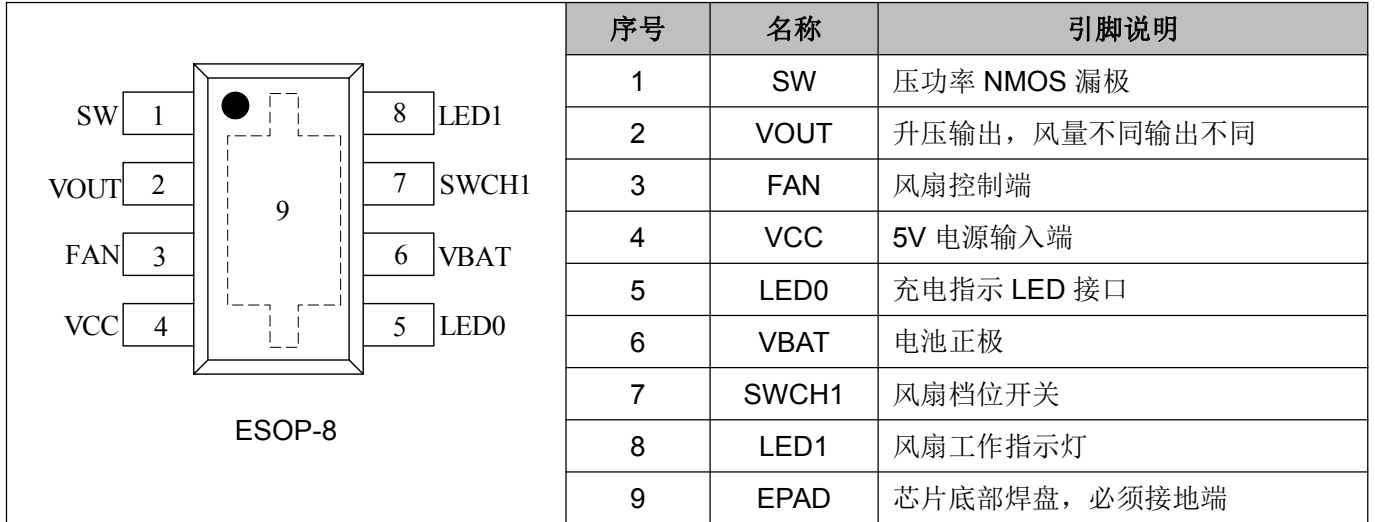 SW 1 8 LED1
VOUT 2 7 SWCH1
9
FAN 3 6 VBAT
VCC 4 5 LED0
ESOP-8
序号 名称 引脚说明
1 SW 压功率 NMOS 漏极
2 VOUT 升压输出，风量不同输出不同
3 FAN 风扇控制端
4 VCC 5V 电源输入端
5 LED0 充电指示 LED 接口
6 VBAT 电池正极
7 SWCH1 风扇档位开关
8 LED1 风扇工作指示灯
9 EPAD 芯片底部焊盘，必须接地端